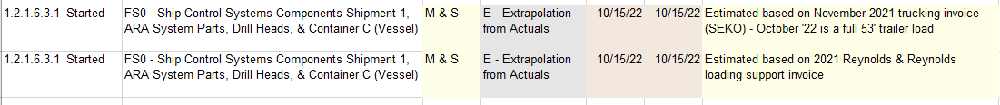 1.2.1.6.3.1 Started FS0 - Ship Control Systems Components Shipment 1, M & S E - Extrapolation 10/15/22 10/15/22 Estimated based on November 2021 trucking invoice
ARA System Parts, Drill Heads, & Container C (Vessel) from Actuals (SEKO) - October '22 is a full 53' trailer load
1.2.1.6.3.1 Started FS0 - Ship Control Systems Components Shipment 1, M & S E - Extrapolation 10/15/22 10/15/22 Estimated based on 2021 Reynolds & Reynolds
ARA System Parts, Drill Heads, & Container C (Vessel) from Actuals loading support invoice